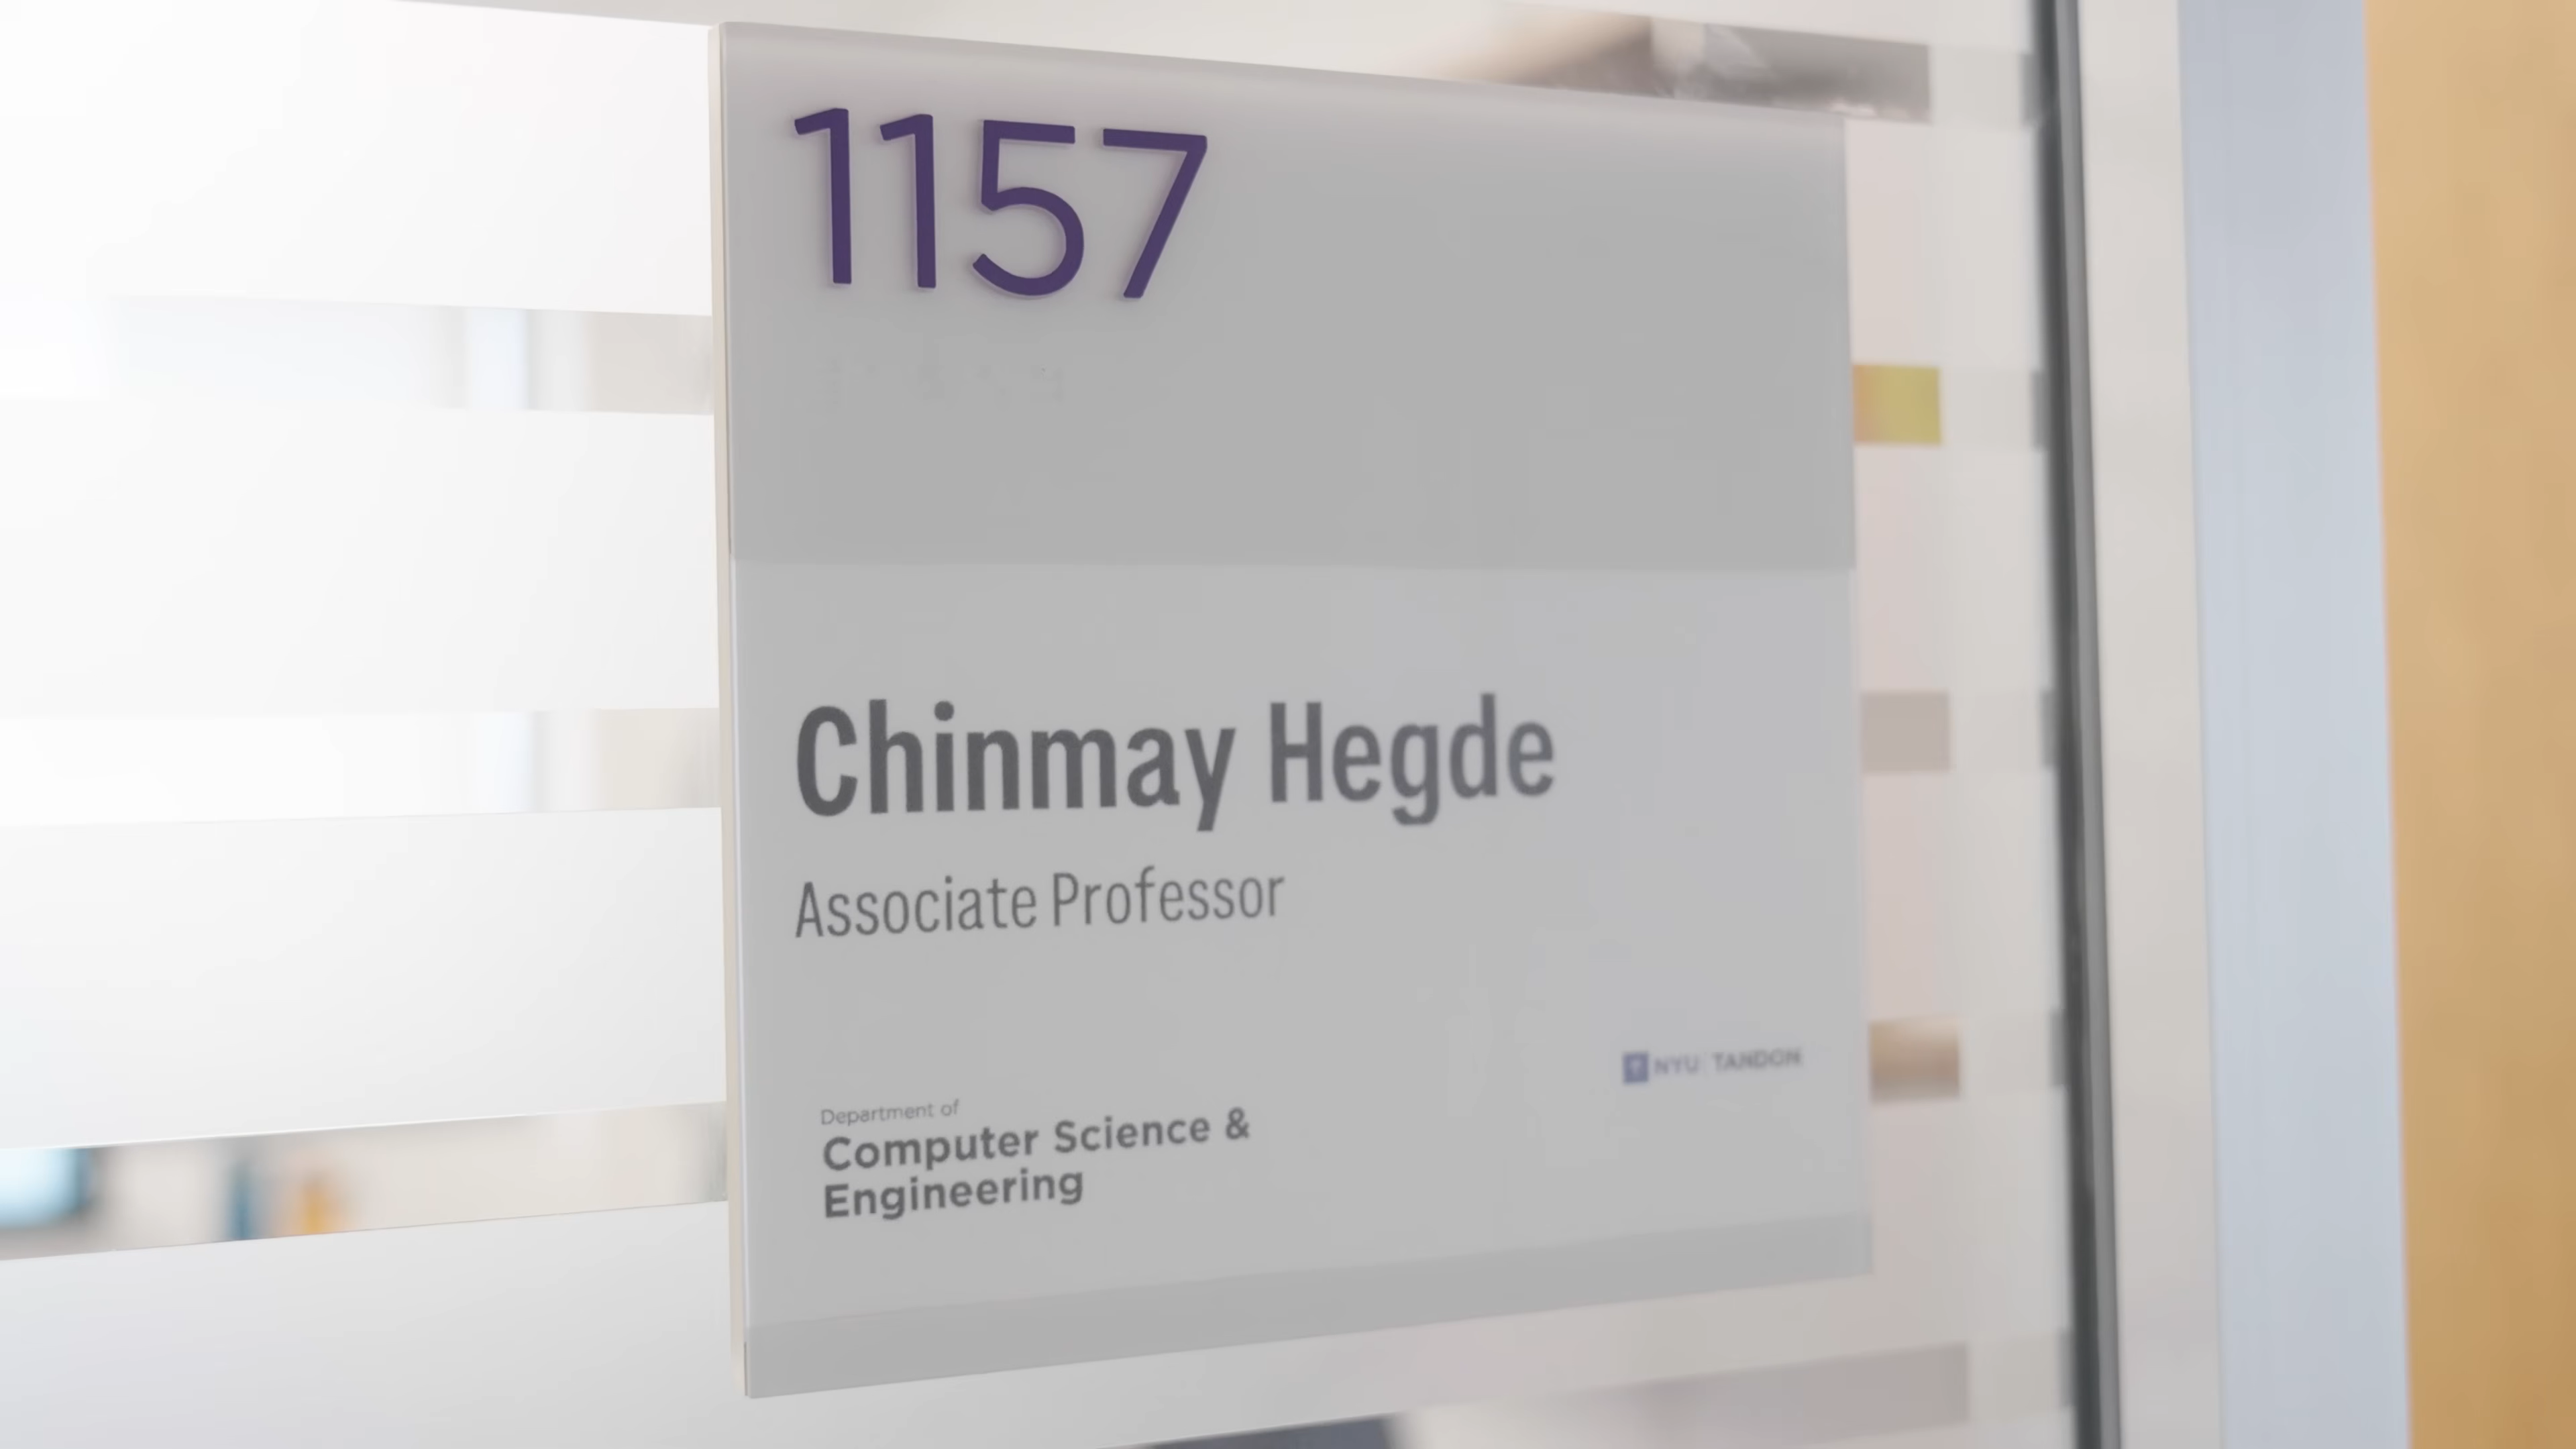 1157
Chinmay Hegde
Associate Professor
NYU TANDON
Department of
Computer Science &
Engineering